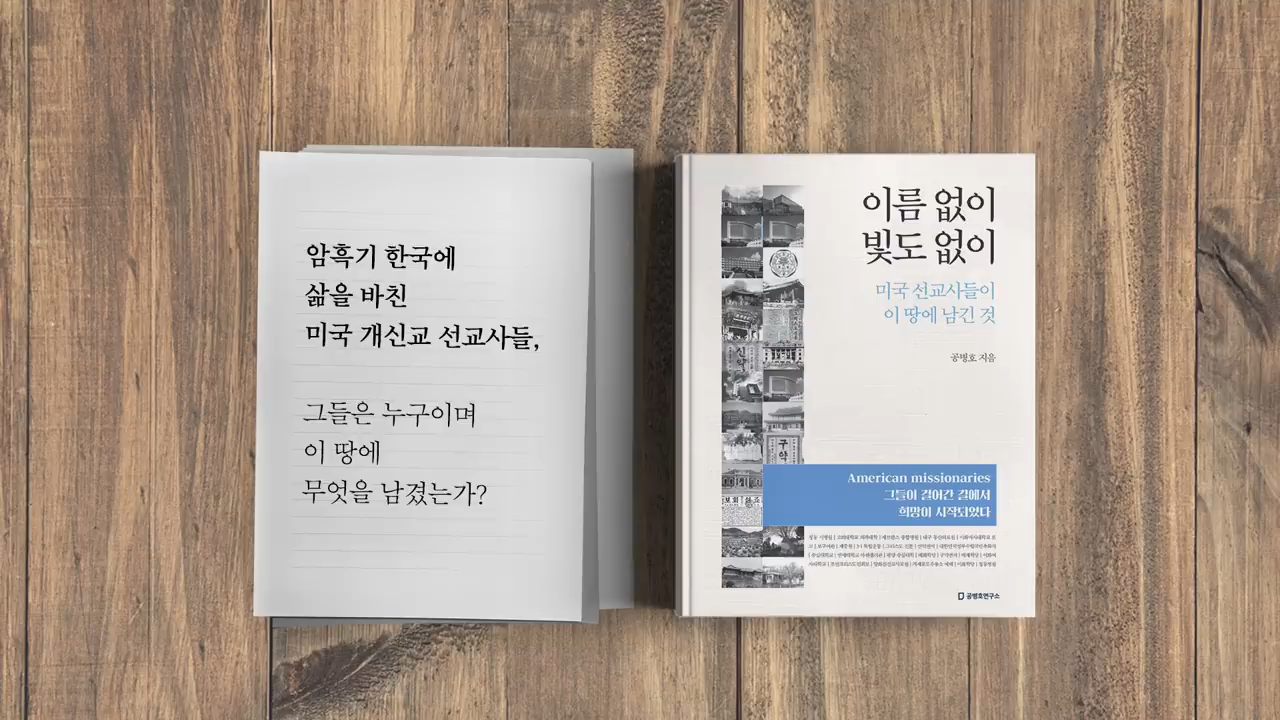 암흑기 한국에
삶을 바친
미국 개신교 선교사들,
그들은 누구이며
이 땅에
무엇을 남겼는가?
이름 없이
빛도 없이
미국 선교사들이
이 땅에 남긴 것
공병호 지음
구약
American missionaries
그들이 걸어간 길에서
희망이 시작되었다
공병호연구소